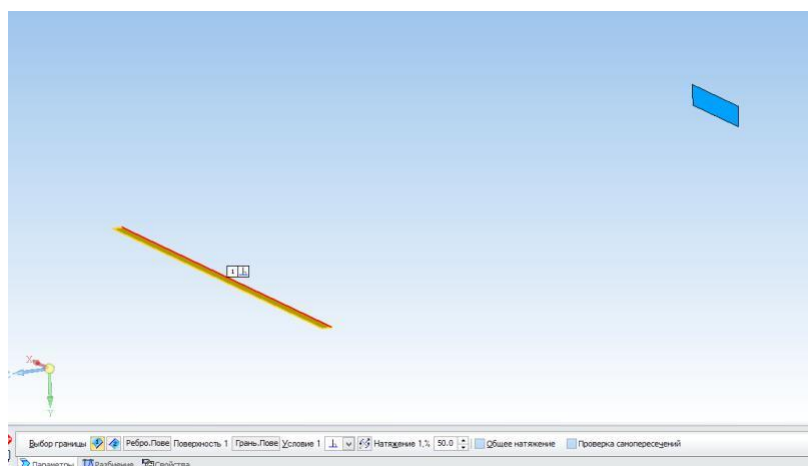 1
X
Y
Выбор границы Ребро.Пове Поверхность 1 Грань.Пове Условие 1 Натяжение 1,% 50.0 Общее натяжение Проверка самопересечений
Параметры Разбиение Свойства